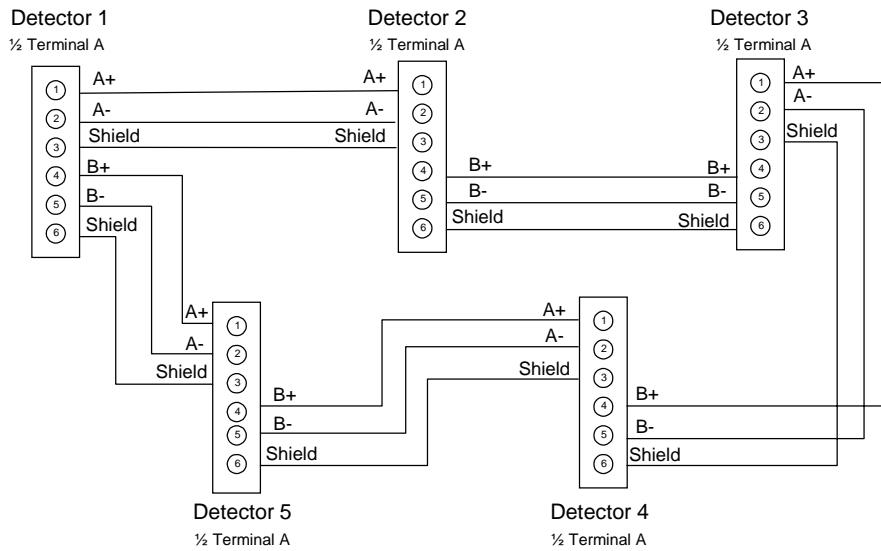 Detector 1
½ Terminal A
1
2
3
4
5
6
A+
A-
Shield
B+
B-
Shield
Detector 2
½ Terminal A
A+
A-
Shield
1
2
3
4
5
6
B+
B-
Shield
Detector 3
½ Terminal A
B+
B-
Shield
1
2
3
4
5
6
A+
A-
Shield
A+
A-
Shield
1
2
3
4
5
6
B+
B-
Shield
Detector 5
½ Terminal A
A+
A-
Shield
1
2
3
4
5
6
B+
B-
Shield
Detector 4
½ Terminal A